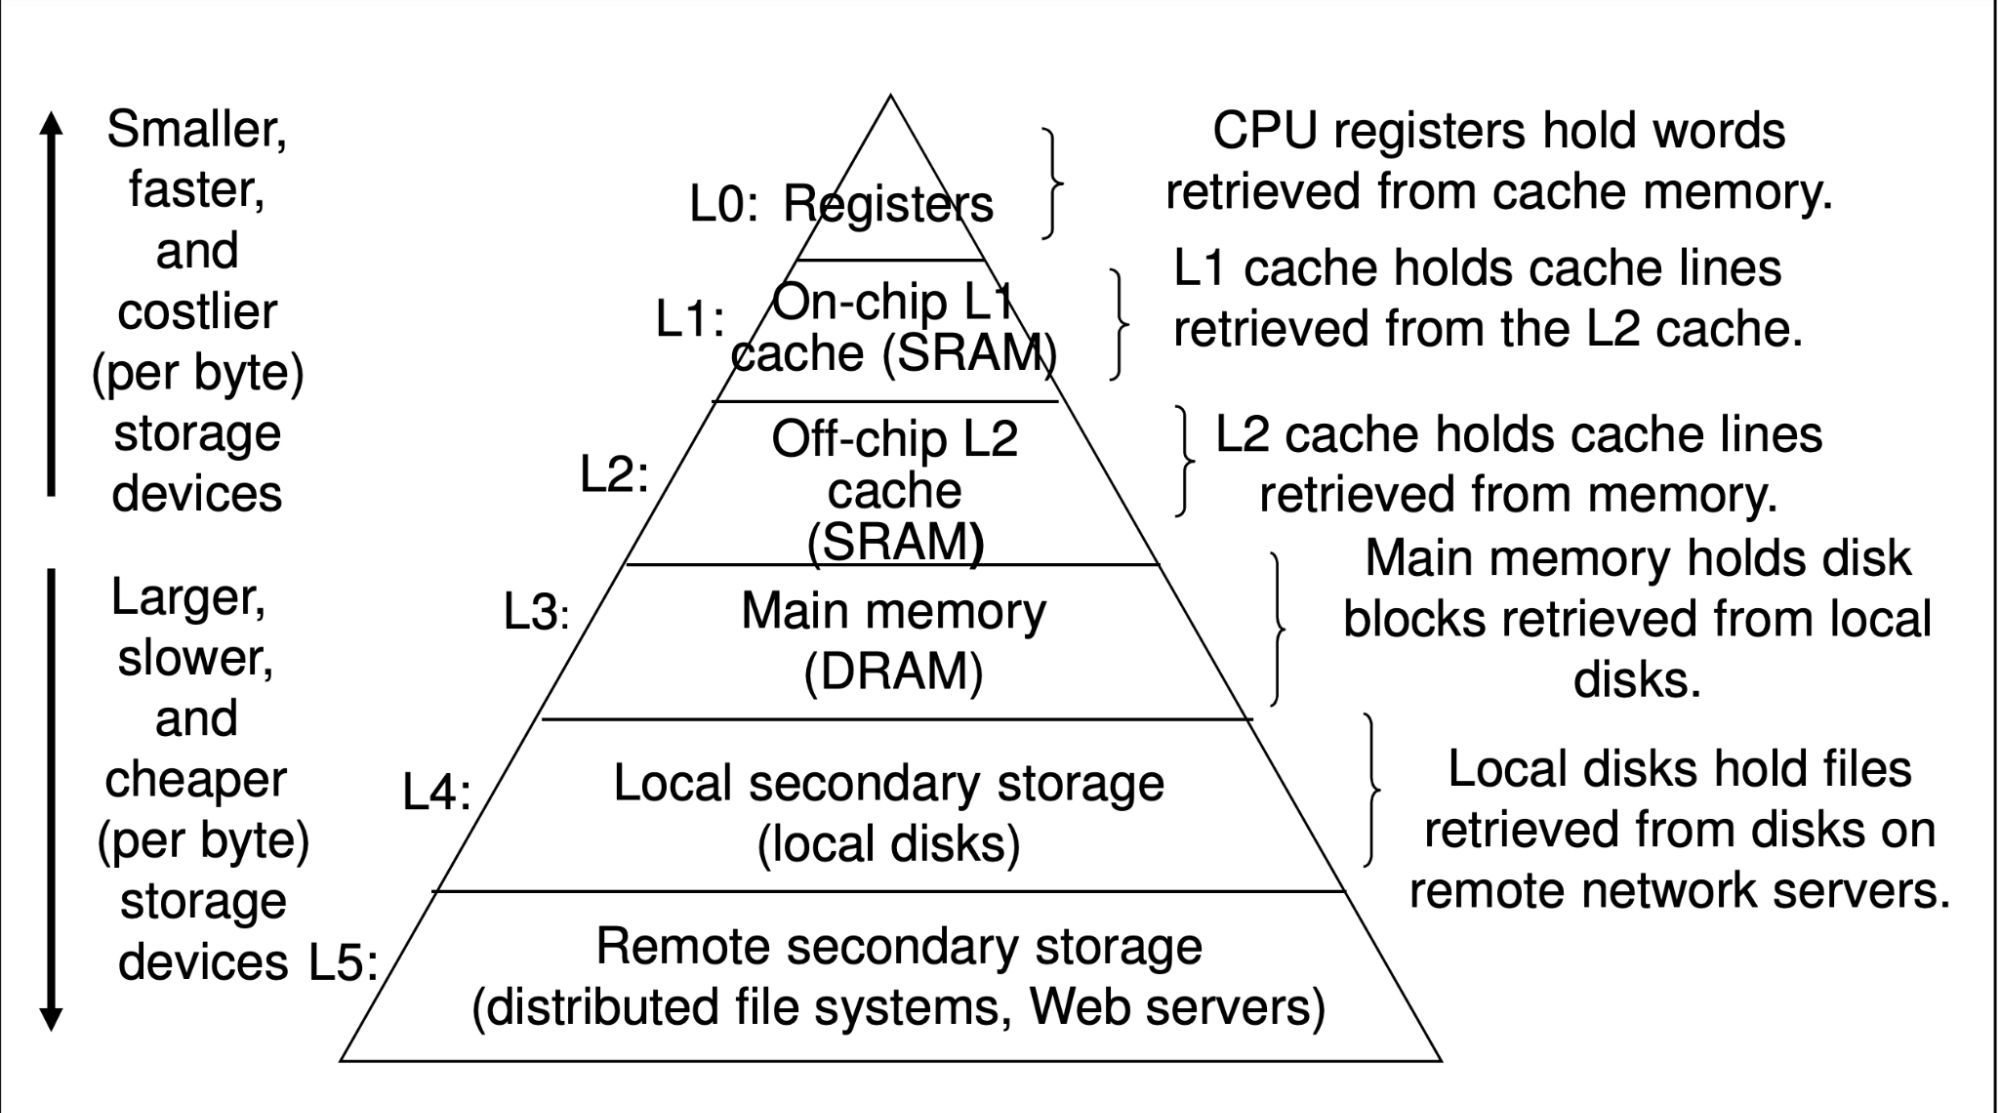 Smaller,
faster,
and
costlier
(per byte)
storage
devices
Larger,
slower,
and
cheaper
(per byte)
storage
devices
L0: Registers
L1: On-chip L1
cache (SRAM)
L2: Off-chip L2
cache
(SRAM)
L3: Main memory
(DRAM)
L4: Local secondary storage
(local disks)
L5: Remote secondary storage
(distributed file systems, Web servers)
CPU registers hold words
retrieved from cache memory.
L1 cache holds cache lines
retrieved from the L2 cache.
L2 cache holds cache lines
retrieved from memory.
Main memory holds disk
blocks retrieved from local
disks.
Local disks hold files
retrieved from disks on
remote network servers.